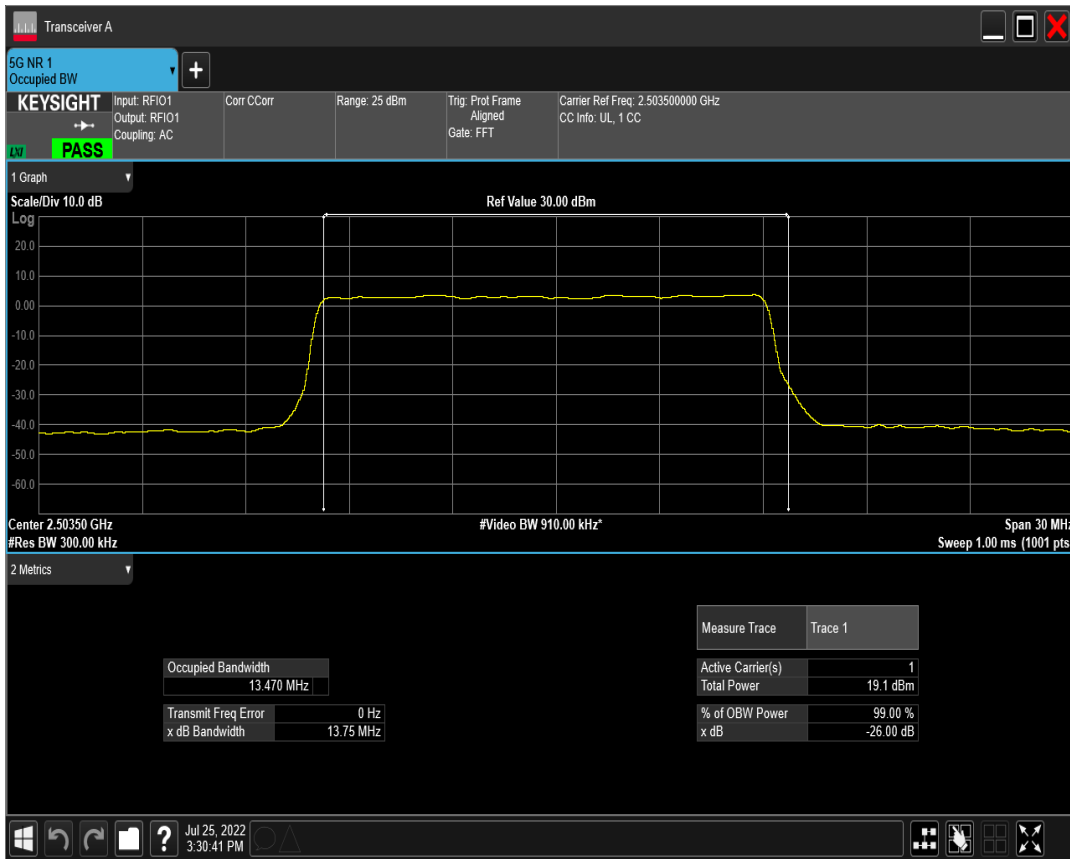 Transceiver A
5G NR 1
Occupied BW
+
KEYSIGHT
LXI
PASS
Input: RFIO1
Output: RFIO1
Coupling: AC
Corr CCorr
Range: 25 dBm
Trig: Prot Frame
Aligned
Gate: FFT
Carrier Ref Freq: 2.503500000 GHz
CC Info: UL, 1 CC
1 Graph
Scale/Div 10.0 dB
Ref Value 30.00 dBm
Log
20.0
10.0
0.00
-10.0
-20.0
-30.0
-40.0
-50.0
-60.0
Center 2.50350 GHz
#Video BW 910.00 kHz*
Span 30 MHz
#Res BW 300.00 kHz
Sweep 1.00 ms (1001 pts
2 Metrics
Measure Trace Trace 1
Occupied Bandwidth
13.470 MHz
Active Carrier(s) 1
Total Power 19.1 dBm
Transmit Freq Error 0 Hz
x dB Bandwidth 13.75 MHz
% of OBW Power 99.00 %
x dB -26.00 dB
?
Jul 25, 2022
3:30:41 PM